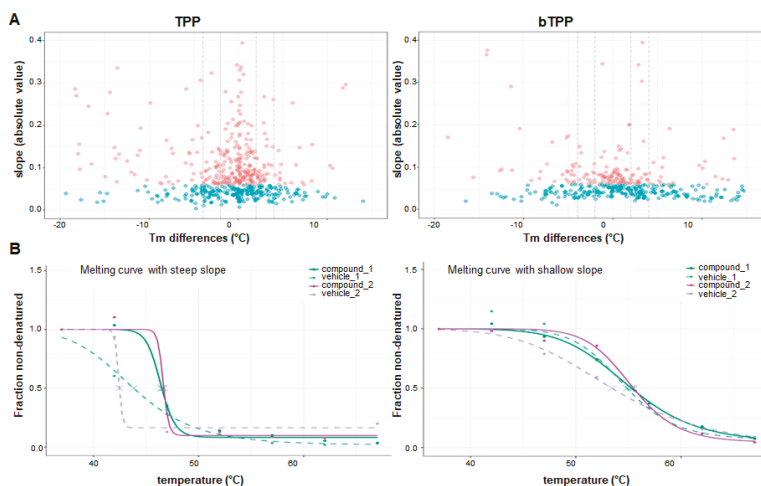 A
TPP
bTPP
slope (absolute value)
0.4
0.3
0.2
0.1
0.0
-20
-10
0
10
Tm differences (°C)
slope (absolute value)
0.4
0.3
0.2
0.1
0.0
-20
-10
0
10
Tm differences (°C)
B
Melting curve with steep slope
compound_1
vehicle_1
compound_2
vehicle_2
Fraction non-denatured
1.5
1.0
0.5
0.0
40
50
60
temperature (°C)
Melting curve with shallow slope
compound_1
vehicle_1
compound_2
vehicle_2
Fraction non-denatured
1.5
1.0
0.5
0.0
40
50
60
temperature (°C)